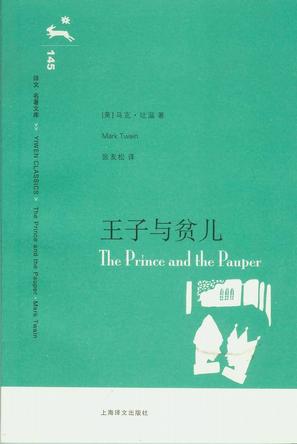 145
译文 名著文库
YIWEN CLASSICS
The Prince and the Pauper · Mark Twain
[美] 马克·吐温 著
Mark Twain
张友松 译
王子与贫儿
The Prince and the Pauper
上海译文出版社